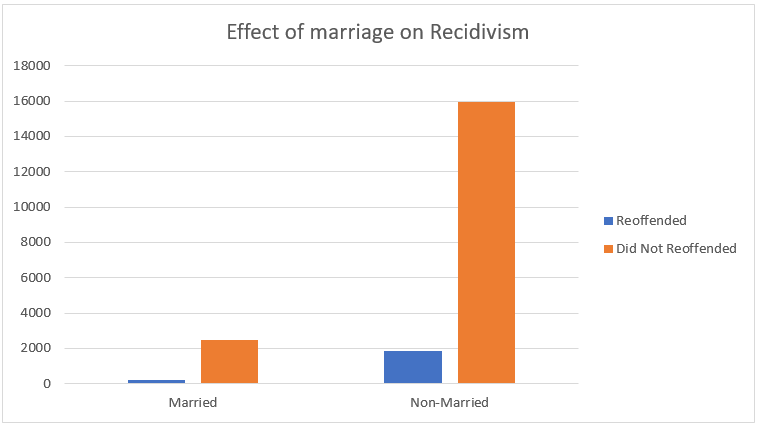 Effect of marriage on Recidivism
18000
16000
14000
12000
10000
8000
6000
4000
2000
0
Married
Non-Married
Reoffended
Did Not Reoffended